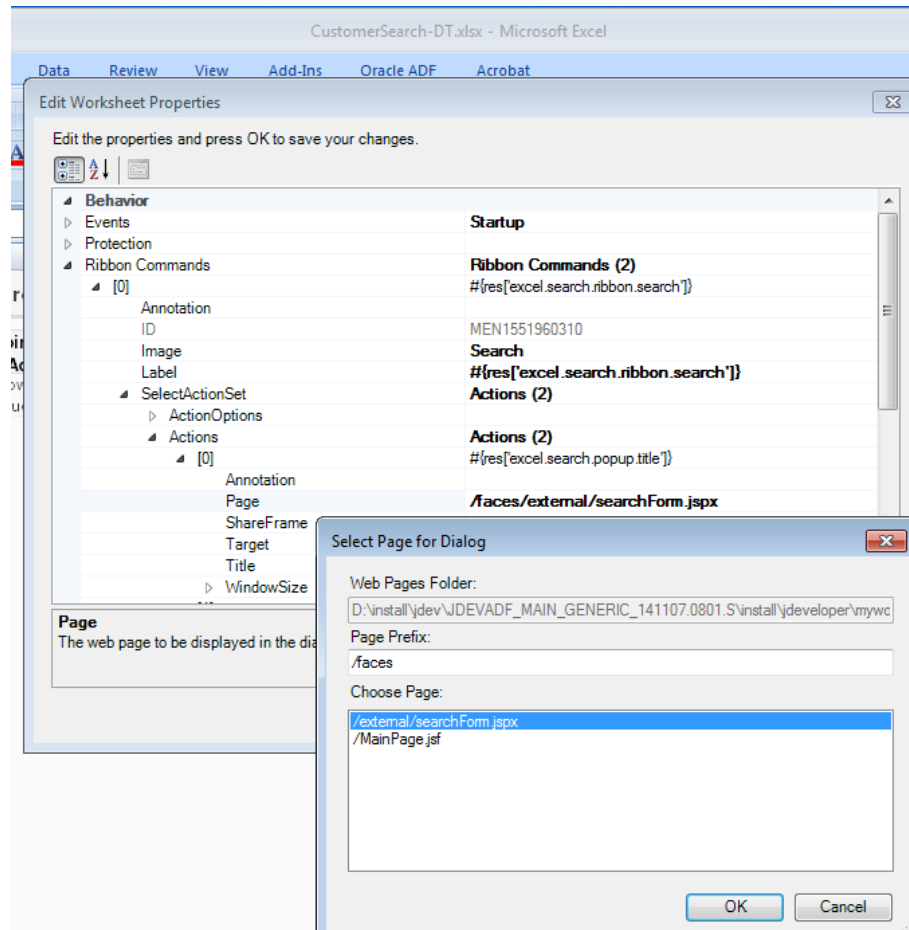 CustomerSearch-DT.xlsx - Microsoft Excel
Data Review View Add-Ins Oracle ADF Acrobat
Edit Worksheet Properties
Edit the properties and press OK to save your changes.
Behavior
Events Startup
Protection
Ribbon Commands Ribbon Commands (2)
[0] #{res['excel.search.ribbon.search']}
Annotation
ID MEN1551960310
Image Search
Label #{res['excel.search.ribbon.search']}
SelectActionSet Actions (2)
ActionOptions
Actions Actions (2)
[0] #{res['excel.search.popup.title']}
Annotation
Page /faces/external/searchForm.jspx
ShareFrame
Target
Title
WindowSize
Page
The web page to be displayed in the
Select Page for Dialog
Web Pages Folder:
D:\install\jdev\JDEVADF_MAIN_GENERIC_141107.0801.S\install\jdeveloper\mywo
Page Prefix:
/faces
Choose Page:
/external/searchForm.jspx
/MainPage.jsf
OK Cancel